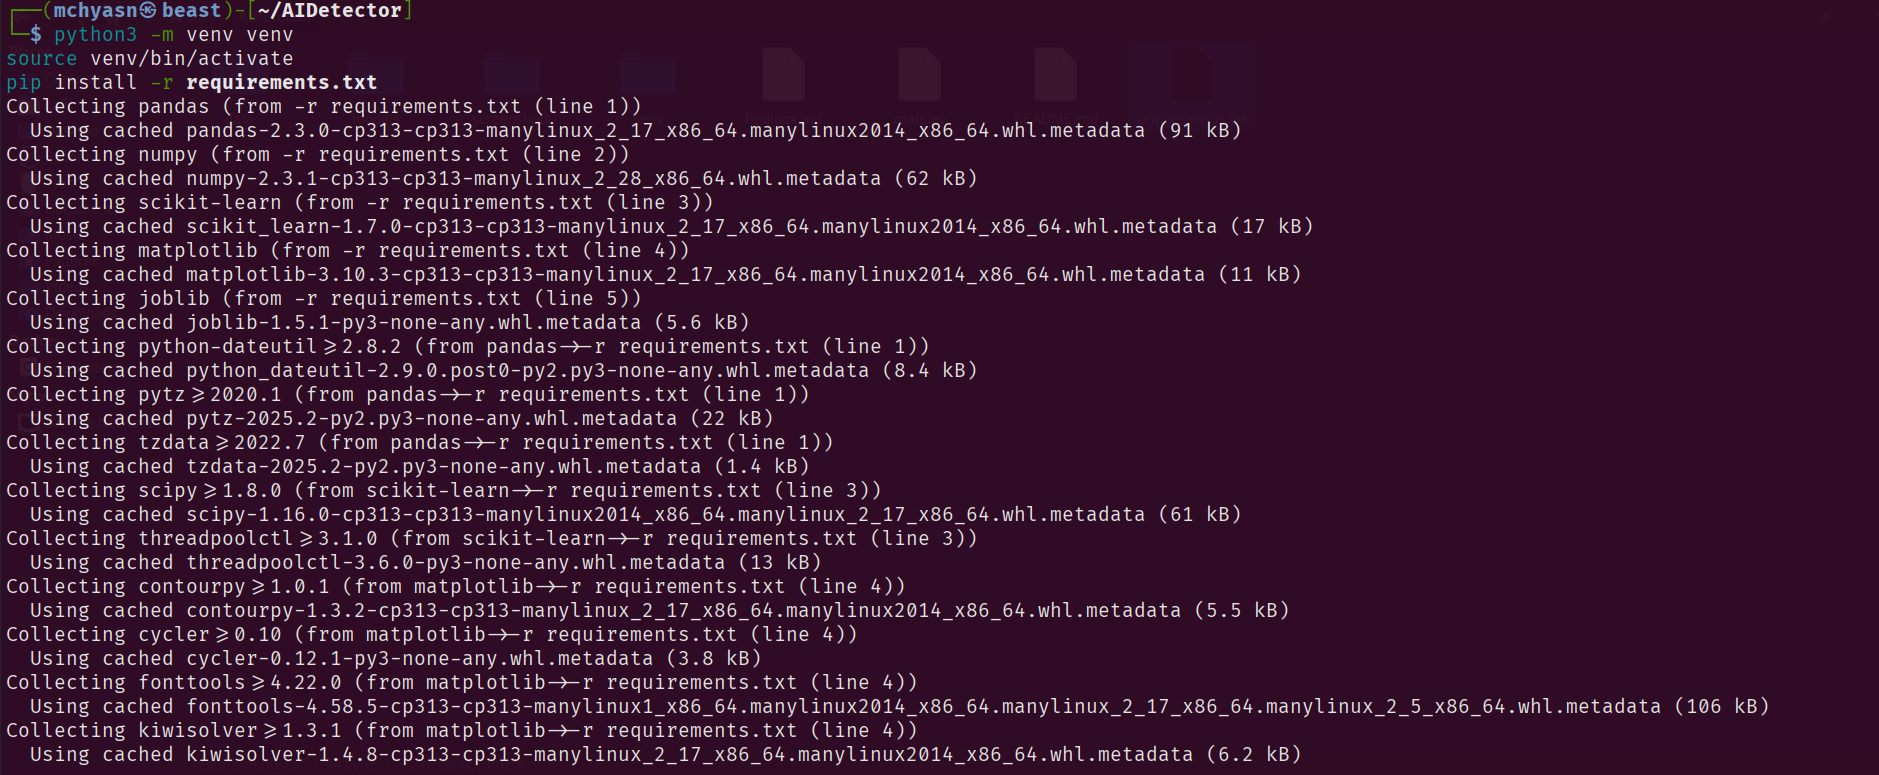 ┌──(mchyasn㉿beast)-[~/AIDetector]
└─$ python3 -m venv venv
source venv/bin/activate
pip install -r requirements.txt
Collecting pandas (from -r requirements.txt (line 1))
  Using cached pandas-2.3.0-cp313-cp313-manylinux_2_17_x86_64.manylinux2014_x86_64.whl.metadata (91 kB)
Collecting numpy (from -r requirements.txt (line 2))
  Using cached numpy-2.3.1-cp313-cp313-manylinux_2_28_x86_64.whl.metadata (62 kB)
Collecting scikit-learn (from -r requirements.txt (line 3))
  Using cached scikit_learn-1.7.0-cp313-cp313-manylinux_2_17_x86_64.manylinux2014_x86_64.whl.metadata (17 kB)
Collecting matplotlib (from -r requirements.txt (line 4))
  Using cached matplotlib-3.10.3-cp313-cp313-manylinux_2_17_x86_64.manylinux2014_x86_64.whl.metadata (11 kB)
Collecting joblib (from -r requirements.txt (line 5))
  Using cached joblib-1.5.1-py3-none-any.whl.metadata (5.6 kB)
Collecting python-dateutil>=2.8.2 (from pandas->-r requirements.txt (line 1))
  Using cached python_dateutil-2.9.0.post0-py2.py3-none-any.whl.metadata (8.4 kB)
Collecting pytz>=2020.1 (from pandas->-r requirements.txt (line 1))
  Using cached pytz-2025.2-py2.py3-none-any.whl.metadata (22 kB)
Collecting tzdata>=2022.7 (from pandas->-r requirements.txt (line 1))
  Using cached tzdata-2025.2-py2.py3-none-any.whl.metadata (1.4 kB)
Collecting scipy>=1.8.0 (from scikit-learn->-r requirements.txt (line 3))
  Using cached scipy-1.16.0-cp313-cp313-manylinux2014_x86_64.manylinux_2_17_x86_64.whl.metadata (61 kB)
Collecting threadpoolctl>=3.1.0 (from scikit-learn->-r requirements.txt (line 3))
  Using cached threadpoolctl-3.6.0-py3-none-any.whl.metadata (13 kB)
Collecting contourpy>=1.0.1 (from matplotlib->-r requirements.txt (line 4))
  Using cached contourpy-1.3.2-cp313-cp313-manylinux_2_17_x86_64.manylinux2014_x86_64.whl.metadata (5.5 kB)
Collecting cycler>=0.10 (from matplotlib->-r requirements.txt (line 4))
  Using cached cycler-0.12.1-py3-none-any.whl.metadata (3.8 kB)
Collecting fonttools>=4.22.0 (from matplotlib->-r requirements.txt (line 4))
  Using cached fonttools-4.58.5-cp313-cp313-manylinux1_x86_64.manylinux2014_x86_64.manylinux_2_17_x86_64.manylinux_2_5_x86_64.whl.metadata (106 kB)
Collecting kiwisolver>=1.3.1 (from matplotlib->-r requirements.txt (line 4))
  Using cached kiwisolver-1.4.8-cp313-cp313-manylinux_2_17_x86_64.manylinux2014_x86_64.whl.metadata (6.2 kB)